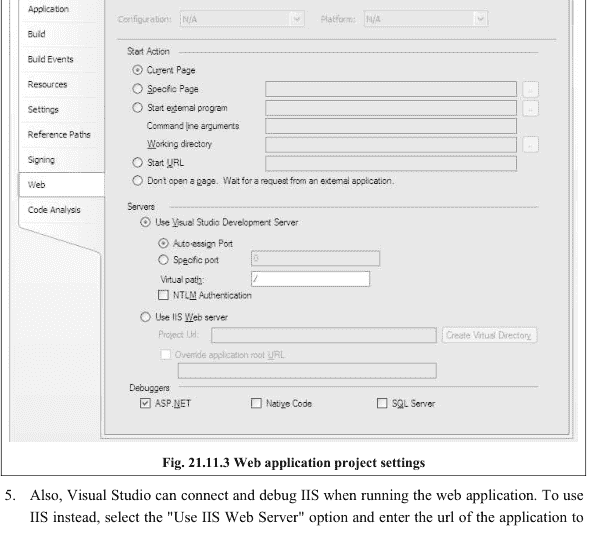 Application
Configuration: N/A Platform: N/A
Build
Build Events
Resources
Settings
Reference Paths
Signing
Web
Code Analysis
Start Action
Current Page
Specific Page
...
Start external program
...
Command line arguments
Working directory
...
Start URL
Don't open a page. Wait for a request from an external application.
Servers
Use Visual Studio Development Server
Auto-assign Port
Specific port 0
Virtual path: /
NTLM Authentication
Use IIS Web server
Project Url: Create Virtual Directory
Override application root URL
Debuggers
ASP.NET Native Code SQL Server
Fig. 21.11.3 Web application project settings
5. Also, Visual Studio can connect and debug IIS when running the web application. To use
IIS instead, select the "Use IIS Web Server" option and enter the url of the application to